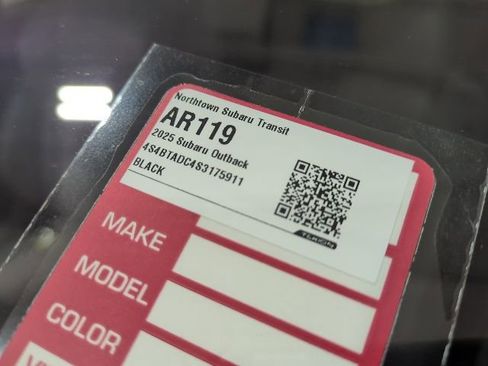 Northtown Subaru Transit
AR119
2025 Subaru Outback
4S4BTADC4S3175911
BLACK
MAKE
MODEL
COLOR